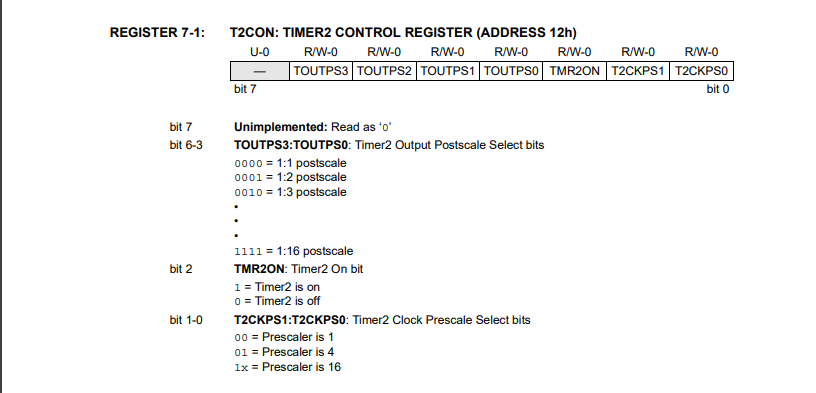 REGISTER 7-1: T2CON: TIMER2 CONTROL REGISTER (ADDRESS 12h)
U-0 R/W-0 R/W-0 R/W-0 R/W-0 R/W-0 R/W-0 R/W-0
— TOUTPS3 TOUTPS2 TOUTPS1 TOUTPS0 TMR2ON T2CKPS1 T2CKPS0
bit 7 bit 0
bit 7 Unimplemented: Read as ‘0’
bit 6-3 TOUTPS3:TOUTPS0: Timer2 Output Postscale Select bits
0000 = 1:1 postscale
0001 = 1:2 postscale
0010 = 1:3 postscale
•
•
•
1111 = 1:16 postscale
bit 2 TMR2ON: Timer2 On bit
1 = Timer2 is on
0 = Timer2 is off
bit 1-0 T2CKPS1:T2CKPS0: Timer2 Clock Prescale Select bits
00 = Prescaler is 1
01 = Prescaler is 4
1x = Prescaler is 16